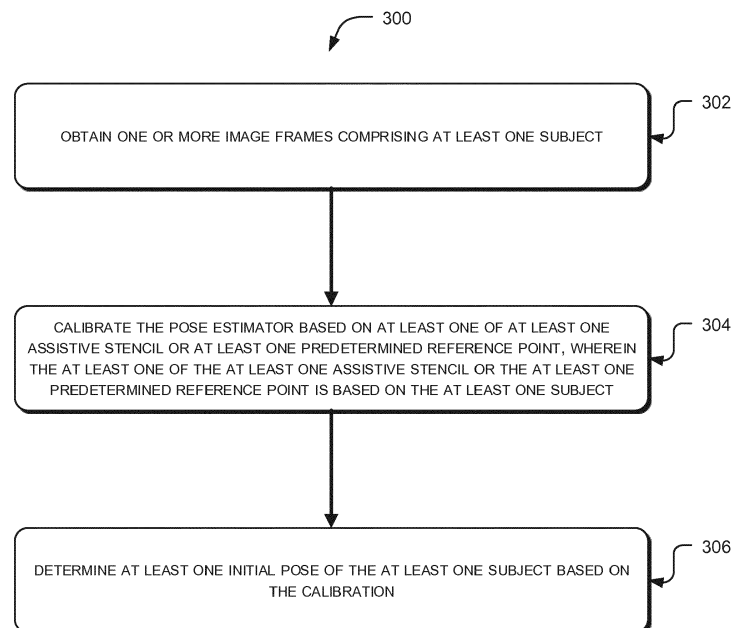 300
302
OBTAIN ONE OR MORE IMAGE FRAMES COMPRISING AT LEAST ONE SUBJECT
304
CALIBRATE THE POSE ESTIMATOR BASED ON AT LEAST ONE OF AT LEAST ONE
ASSISTIVE STENCIL OR AT LEAST ONE PREDETERMINED REFERENCE POINT, WHEREIN
THE AT LEAST ONE OF THE AT LEAST ONE ASSISTIVE STENCIL OR THE AT LEAST ONE
PREDETERMINED REFERENCE POINT IS BASED ON THE AT LEAST ONE SUBJECT
306
DETERMINE AT LEAST ONE INITIAL POSE OF THE AT LEAST ONE SUBJECT BASED ON
THE CALIBRATION